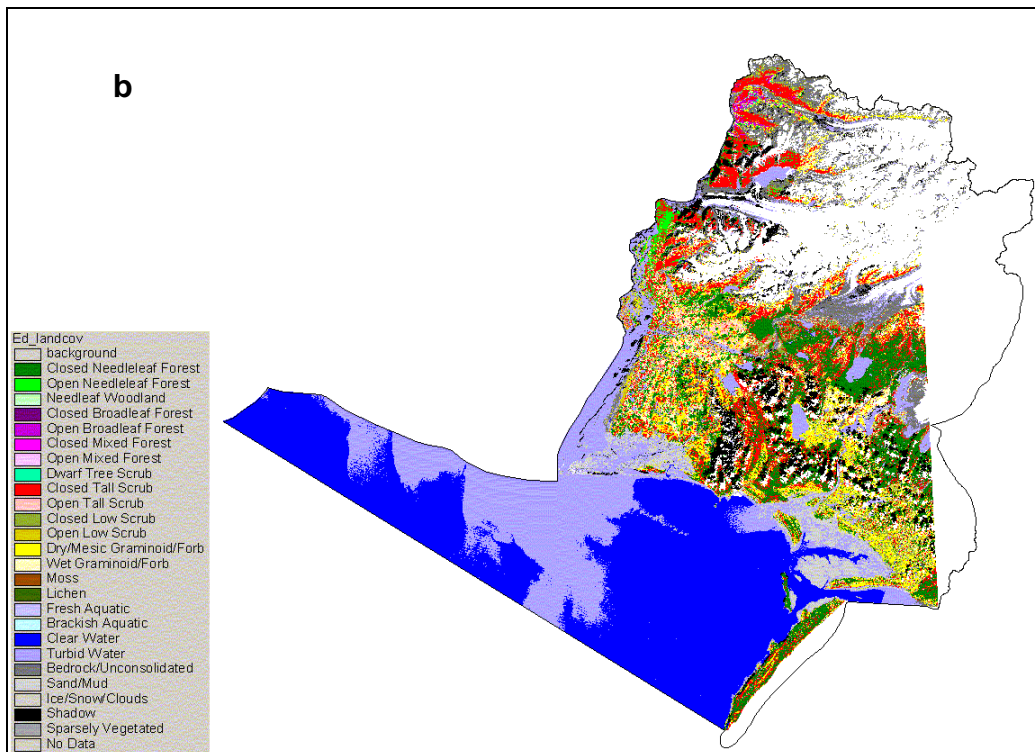 b
Ed_landcov
background
Closed Needleleaf Forest
Open Needleleaf Forest
Needleaf Woodland
Closed Broadleaf Forest
Open Broadleaf Forest
Closed Mixed Forest
Open Mixed Forest
Dwarf Tree Scrub
Closed Tall Scrub
Open Tall Scrub
Closed Low Scrub
Open Low Scrub
Dry/Mesic Graminoid/Forb
Wet Graminoid/Forb
Moss
Lichen
Fresh Aquatic
Brackish Aquatic
Clear Water
Turbid Water
Bedrock/Unconsolidated
Sand/Mud
Ice/Snow/Clouds
Shadow
Sparsely Vegetated
No Data